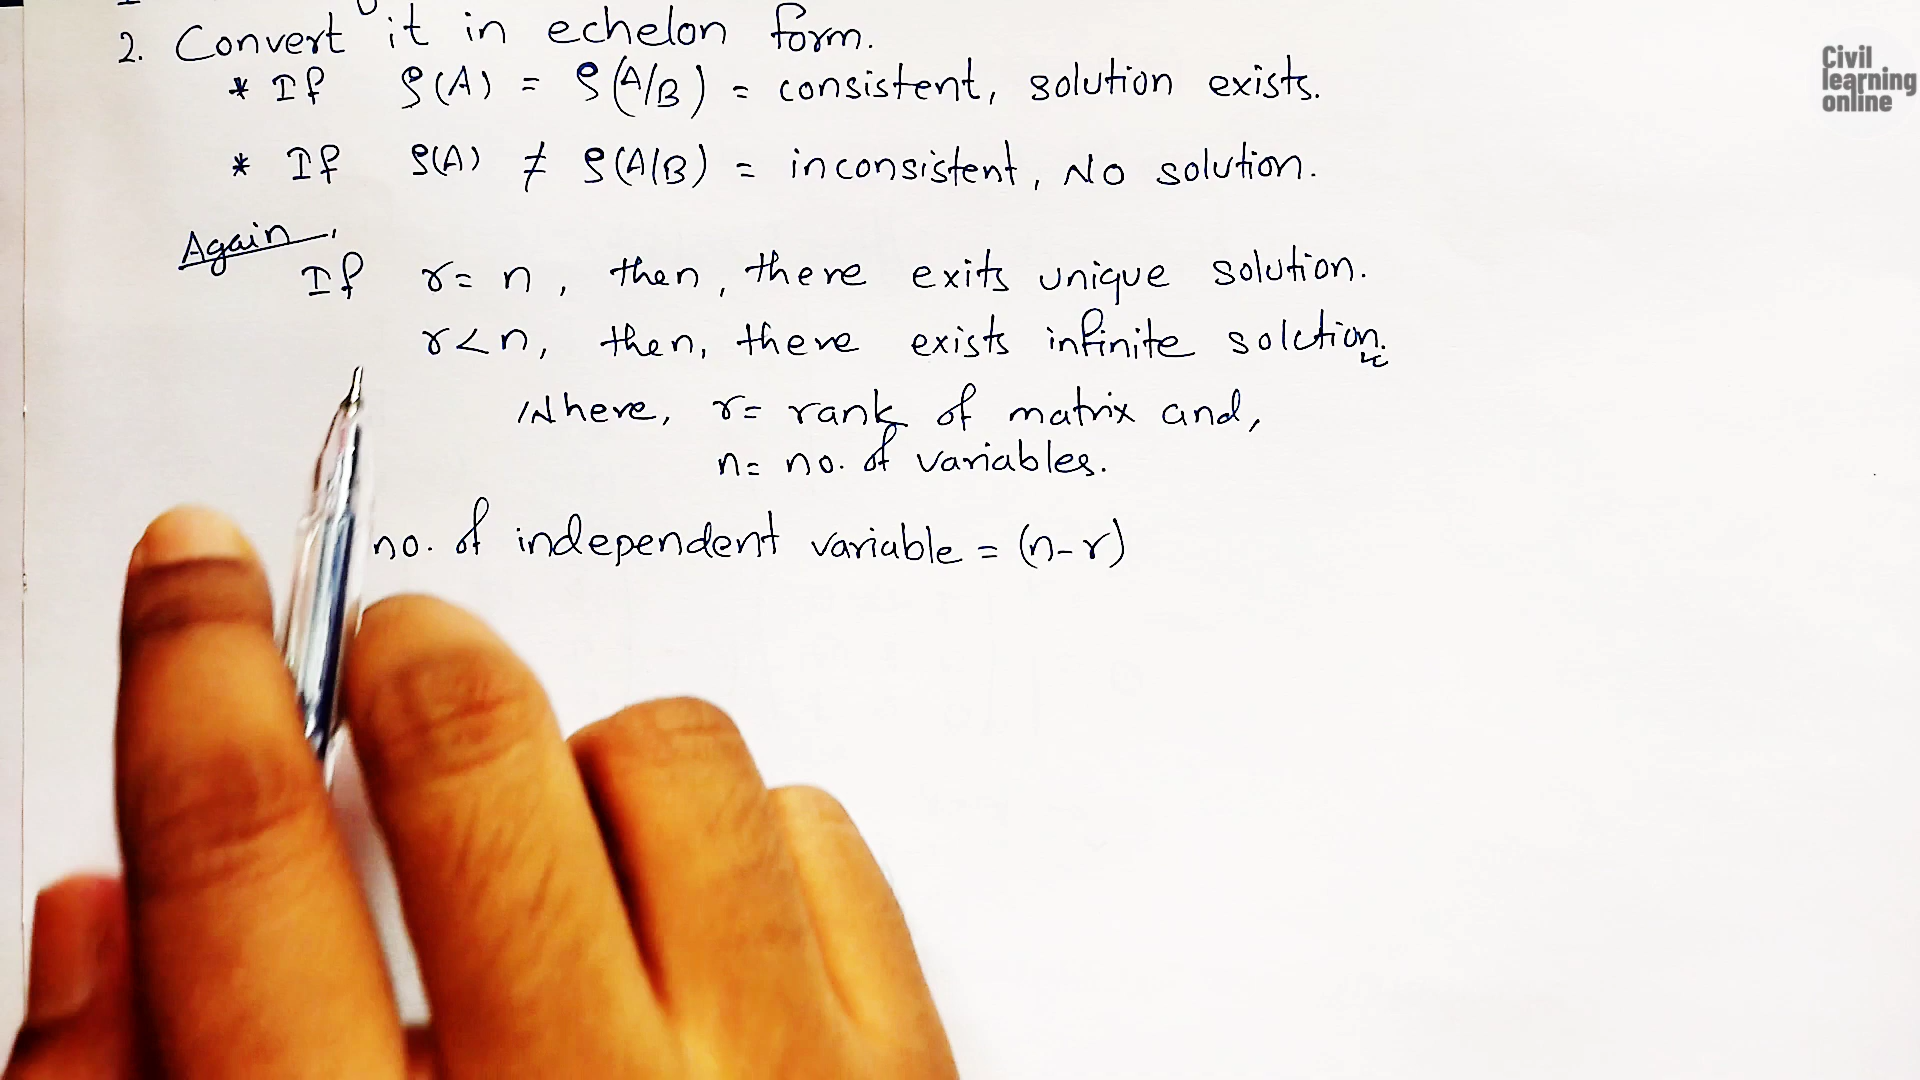 2. Convert it in echelon form.
* If ρ(A) = ρ(A/B) = consistent, solution exists.
* If ρ(A) ≠ ρ(A/B) = inconsistent, No solution.
Again,
If r = n, then, there exits unique solution.
r < n, then, there exists infinite solction.
Where, r = rank of matrix and,
n = no. of variables.
no. of independent variable = (n-r)
Civil
learning
online